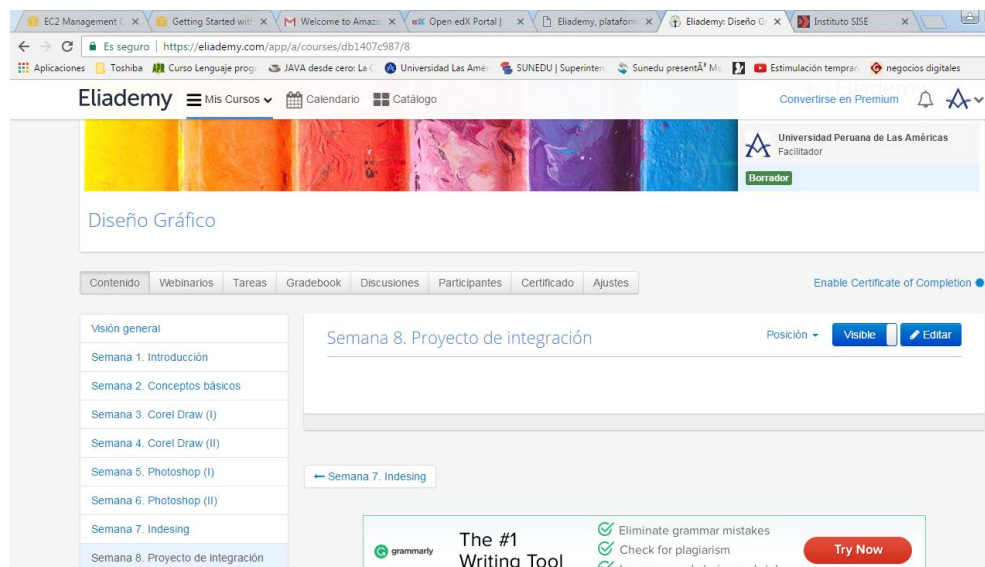 EC2 Management C
Getting Started with
Welcome to Amazo
Open edX Portal |
Eliademy, plataform
Eliademy: Diseño Gr
Instituto SISE
Es seguro | https://eliademy.com/app/a/courses/db1407c987/8
Aplicaciones Toshiba Curso Lenguaje progr JAVA desde cero: La C Universidad Las Amér SUNEDU | Superinten Sunedu presentÃ³ Mo Estimulación tempran negocios digitales
Eliademy Mis Cursos Calendario Catálogo Convertirse en Premium
Universidad Peruana de Las Américas
Facilitador
Borrador
Diseño Gráfico
Contenido Webinarios Tareas Gradebook Discusiones Participantes Certificado Ajustes Enable Certificate of Completion
Visión general
Semana 1. Introducción
Semana 2. Conceptos básicos
Semana 3. Corel Draw (I)
Semana 4. Corel Draw (II)
Semana 5. Photoshop (I)
Semana 6. Photoshop (II)
Semana 7. Indesing
Semana 8. Proyecto de integración
Semana 8. Proyecto de integración Posición Visible Editar
← Semana 7. Indesing
grammarly
The #1
Writing Tool
Eliminate grammar mistakes
Check for plagiarism
Try Now